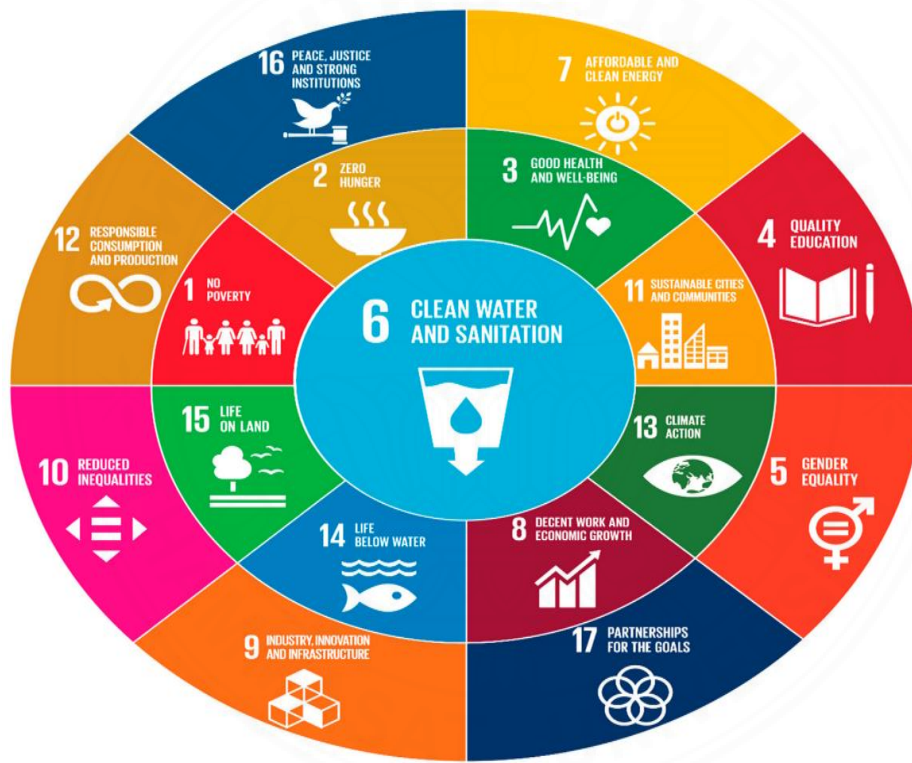 16 PEACE, JUSTICE
AND STRONG
INSTITUTIONS
7 AFFORDABLE AND
CLEAN ENERGY
2 ZERO
HUNGER
3 GOOD HEALTH
AND WELL-BEING
12 RESPONSIBLE
CONSUMPTION
AND PRODUCTION
4 QUALITY
EDUCATION
1 NO
POVERTY
11 SUSTAINABLE CITIES
AND COMMUNITIES
6 CLEAN WATER
AND SANITATION
15 LIFE
ON LAND
13 CLIMATE
ACTION
10 REDUCED
INEQUALITIES
5 GENDER
EQUALITY
14 LIFE
BELOW WATER
8 DECENT WORK AND
ECONOMIC GROWTH
9 INDUSTRY, INNOVATION
AND INFRASTRUCTURE
17 PARTNERSHIPS
FOR THE GOALS